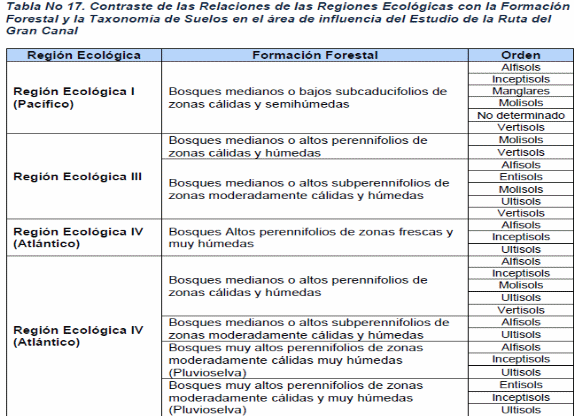 Tabla No 17. Contraste de las Relaciones de las Regiones Ecológicas con la Formación
Forestal y la Taxonomía de Suelos en el área de influencia del Estudio de la Ruta del
Gran Canal
Región Ecológica Formación Forestal Orden
Región Ecológica I
(Pacífico)
Bosques medianos o bajos subcaducifolios de
zonas cálidas y semihúmedas
Alfisols
Inceptisols
Manglares
Molisols
No determinado
Vertisols
Región Ecológica III
Bosques medianos o altos perennifolios de
zonas cálidas y húmedas
Molisols
Vertisols
Bosques medianos o altos subperennifolios de
zonas moderadamente cálidas y húmedas
Alfisols
Entisols
Molisols
Ultisols
Vertisols
Región Ecológica IV
(Atlántico)
Bosques Altos perennifolios de zonas frescas y
muy húmedas
Alfisols
Inceptisols
Ultisols
Región Ecológica IV
(Atlántico)
Bosques medianos o altos perennifolios de
zonas cálidas y húmedas
Alfisols
Inceptisols
Molisols
Ultisols
Vertisols
Bosques medianos o altos subperennifolios de
zonas moderadamente cálidas y húmedas
Alfisols
Ultisols
Bosques muy altos perennifolios de zonas
moderadamente cálidas muy húmedas
(Pluvioselva)
Alfisols
Inceptisols
Ultisols
Bosques muy altos perennifolios de zonas
moderadamente cálidas y muy húmedas
(Pluvioselva)
Entisols
Inceptisols
Ultisols